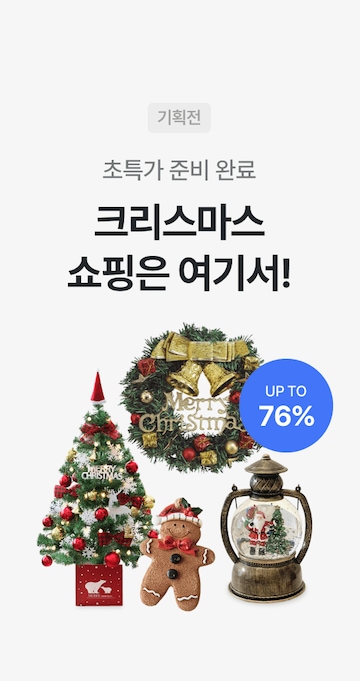 기획전
초특가 준비 완료
크리스마스
쇼핑은 여기서!
UP TO
76%
Merry
Christmas
MERRY
CHRISTMAS